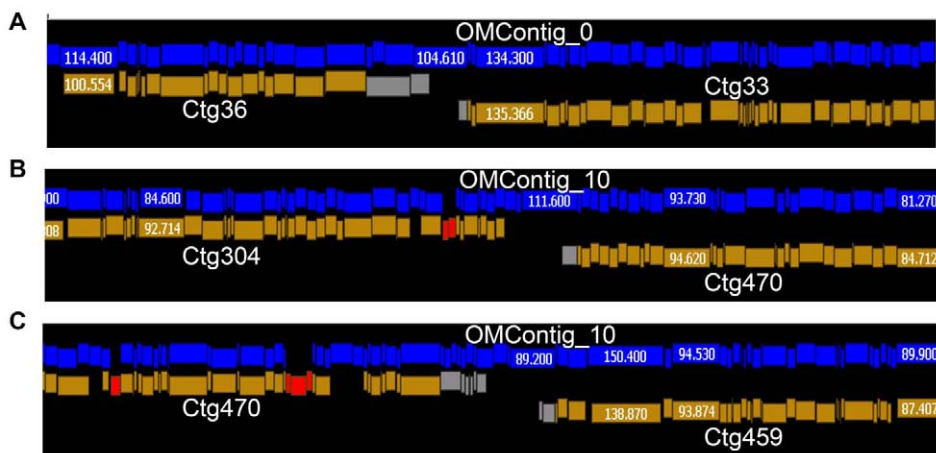 A
OMContig_0
114.400 104.610 134.300
100.554 Ctg33
Ctg36 135.366
B
OMContig_10
00 84.600 111.600 93.730 81.270
308 92.714
Ctg304 94.620 84.712
Ctg470
C
OMContig_10
89.200 150.400 94.530 89.900
Ctg470 138.870 93.874 87.407
Ctg459